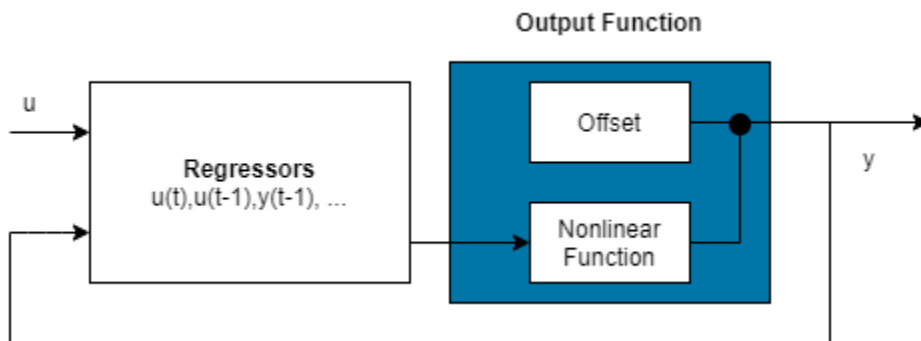 Output Function
u
Regressors
u(t),u(t-1),y(t-1), ...
Offset
y
Nonlinear
Function